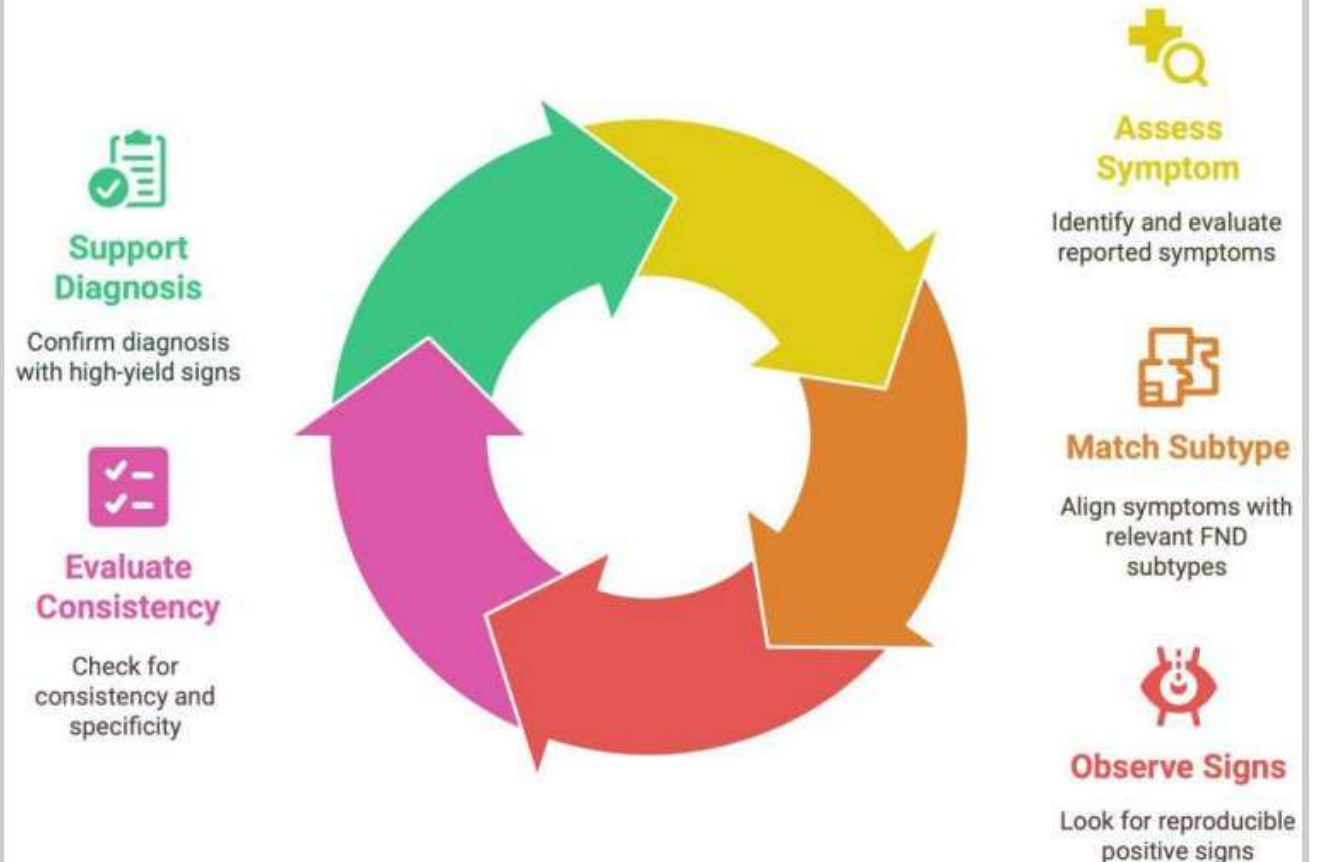 Assess
Symptom
Identify and evaluate
reported symptoms
Match Subtype
Align symptoms with
relevant FND
subtypes
Observe Signs
Look for reproducible
positive signs
Evaluate
Consistency
Check for
consistency and
specificity
Support
Diagnosis
Confirm diagnosis
with high-yield signs